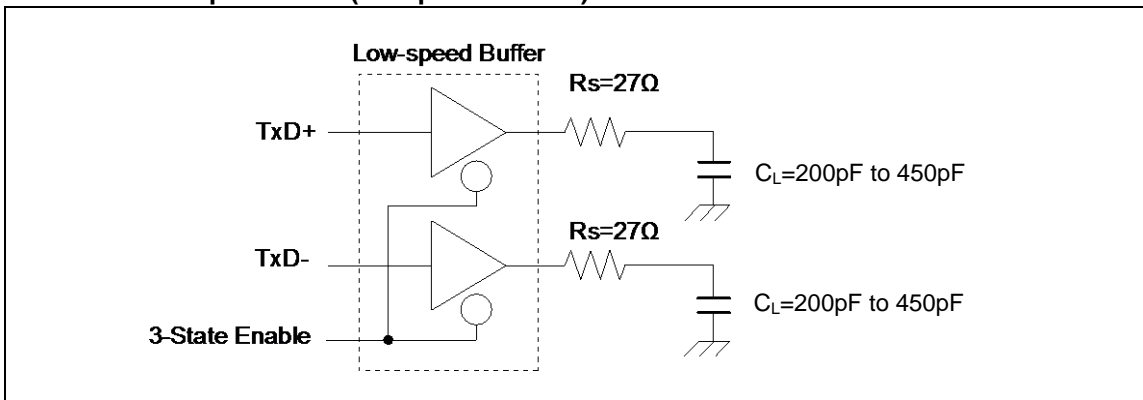 Low-speed Buffer
Rs=27Ω
TxD+
CL=200pF to 450pF
Rs=27Ω
TxD-
CL=200pF to 450pF
3-State Enable